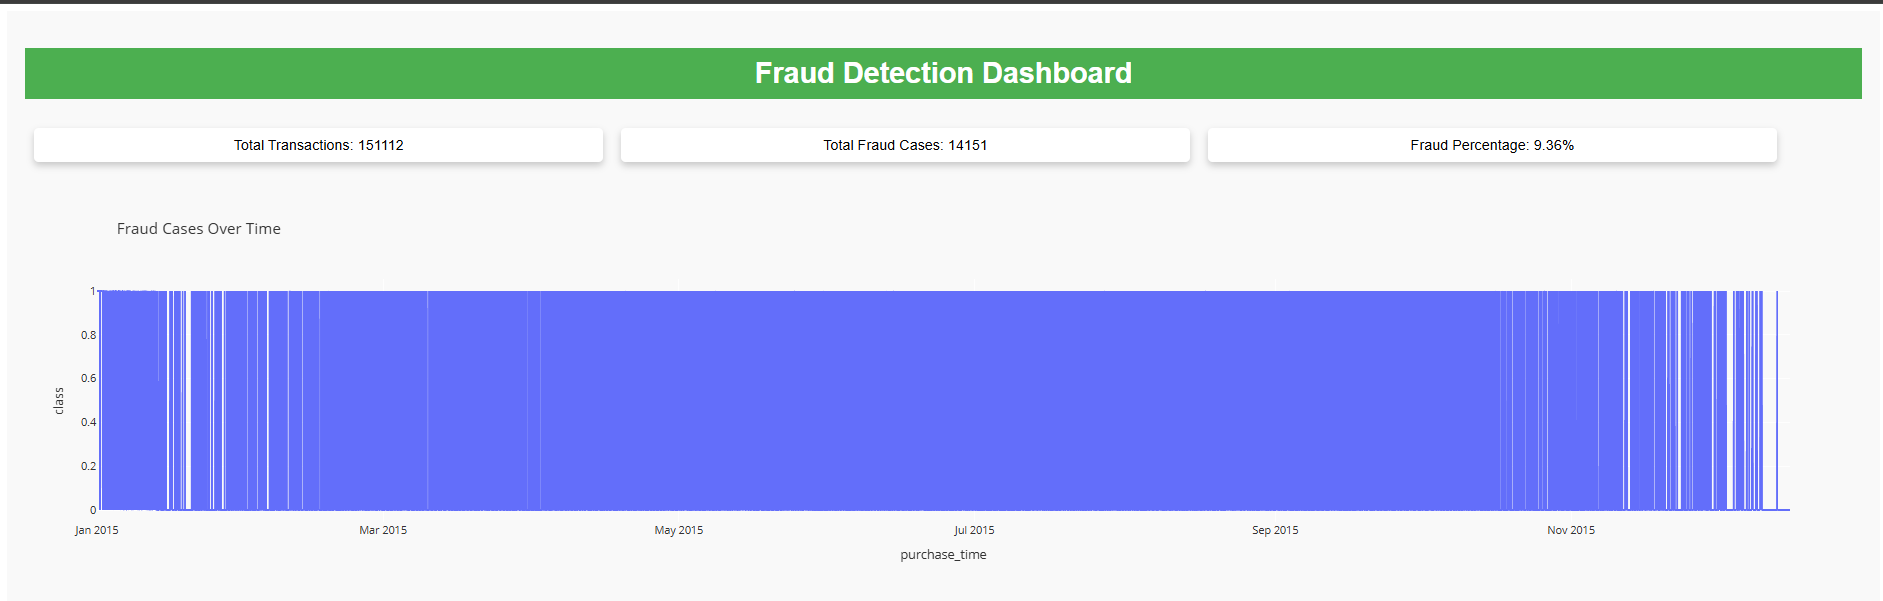 Fraud Detection Dashboard
Total Transactions: 151112
Total Fraud Cases: 14151
Fraud Percentage: 9.36%
Fraud Cases Over Time
1
0.8
0.6
0.4
0.2
0
class
Jan 2015
Mar 2015
May 2015
Jul 2015
Sep 2015
Nov 2015
purchase_time